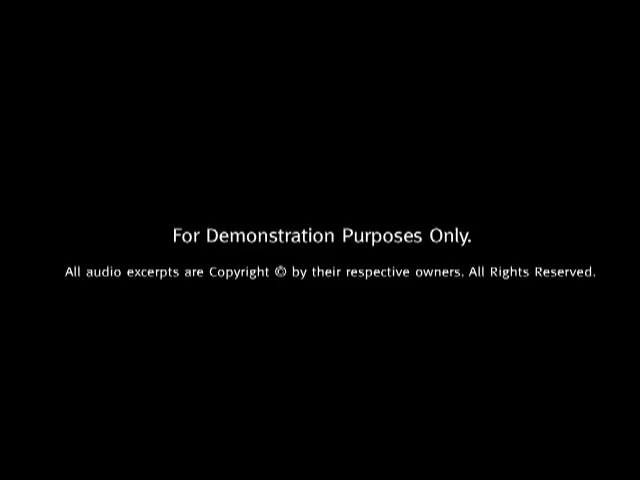 For Demonstration Purposes Only.
All audio excerpts are Copyright © by their respective owners. All Rights Reserved.